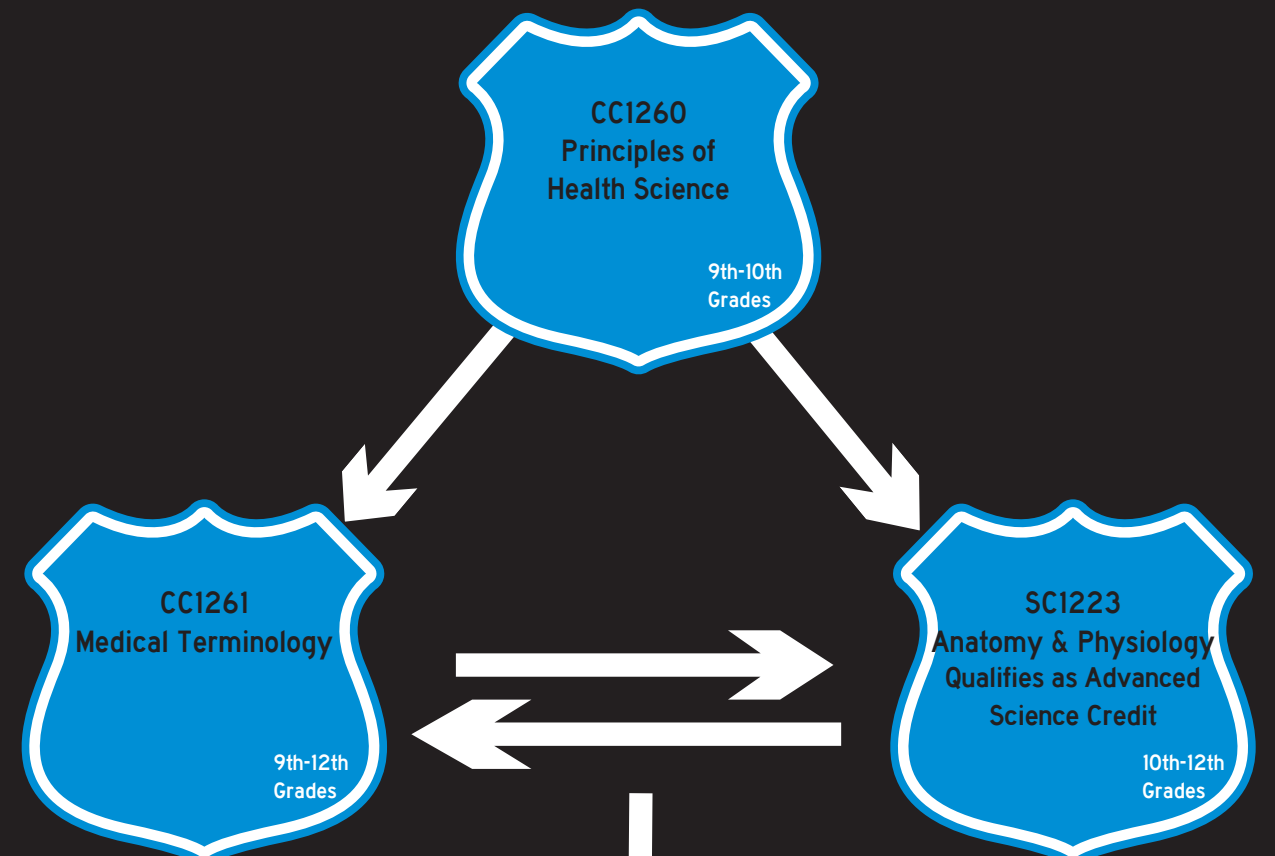 CC1260
Principles of
Health Science
9th-10th
Grades
CC1261
Medical Terminology
9th-12th
Grades
SC1223
Anatomy & Physiology
Qualifies as Advanced
Science Credit
10th-12th
Grades